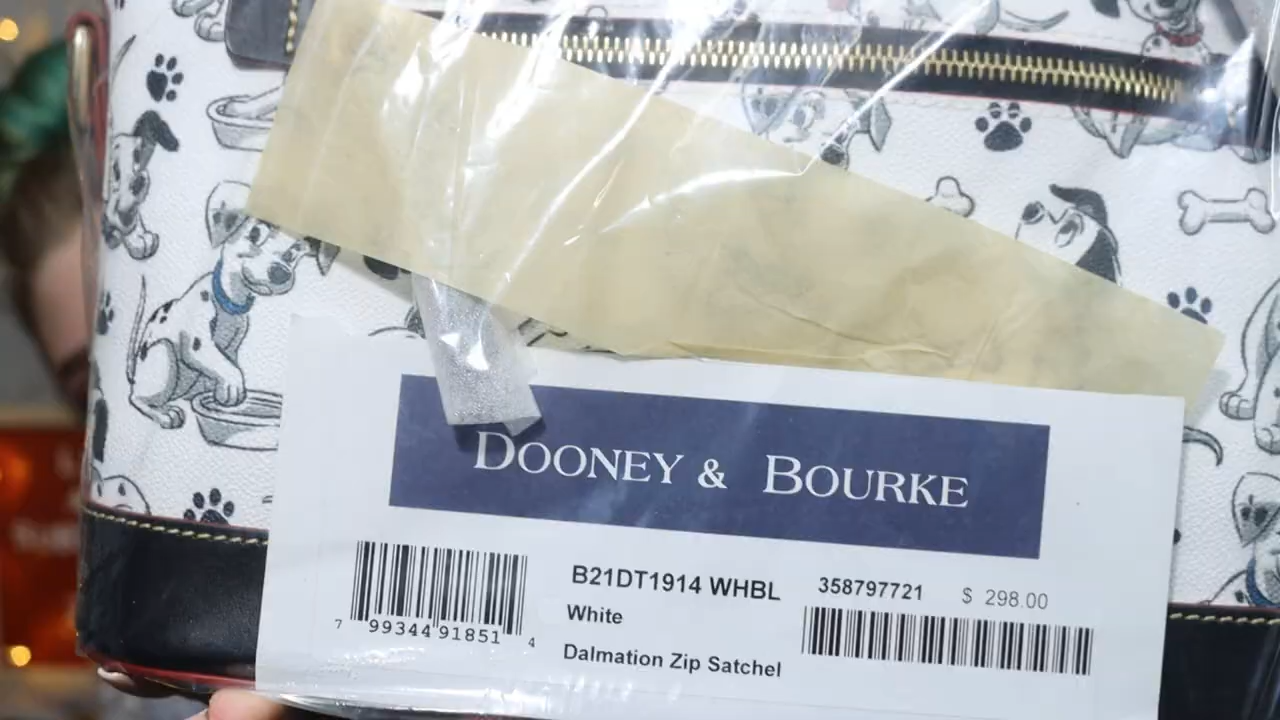 DOONEY & BOURKE
B21DT1914 WHBL
358797721
$ 298.00
White
Dalmation Zip Satchel
7 99344 91851 4